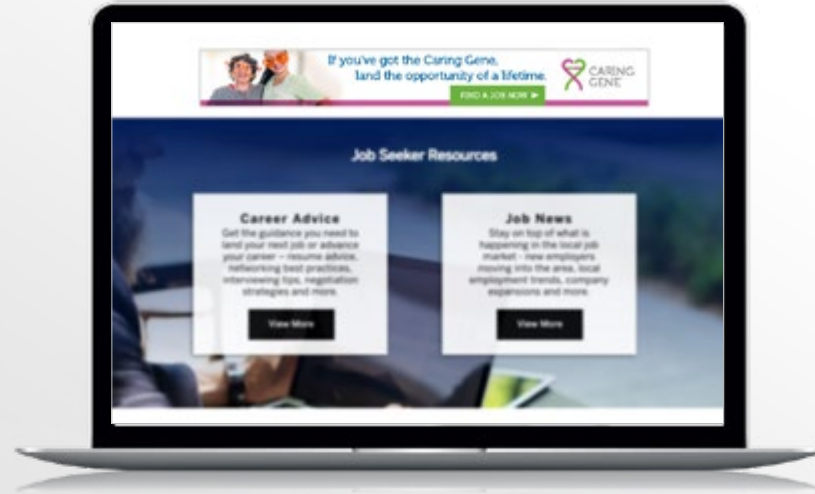 If you've got the Caring Gene,
land the opportunity of a lifetime.
CARING
GENE
FIND A JOB NOW
Job Seeker Resources
Career Advice
Get the guidance you need to
land your next job or advance
your career – resume advice,
networking best practices,
interviewing tips, negotiation
strategies and more.
View More
Job News
Stay on top of what is
happening in the local job
market - new employers
moving into the area, local
employment trends, company
expansions and more.
View More